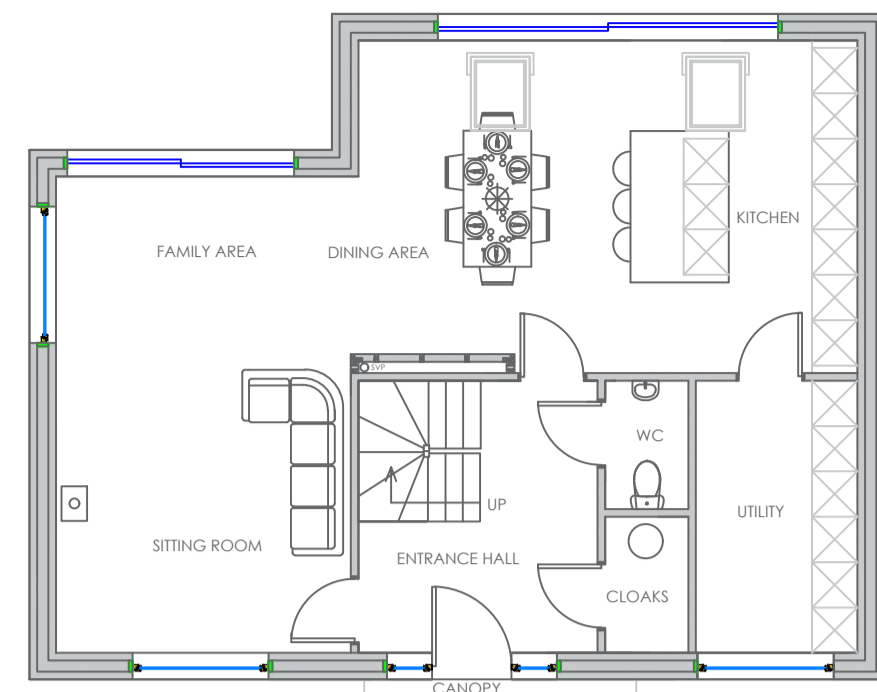 KITCHEN
FAMILY AREA
DINING AREA
SVP
WC
UP
UTILITY
SITTING ROOM
ENTRANCE HALL
CLOAKS
CANOPY